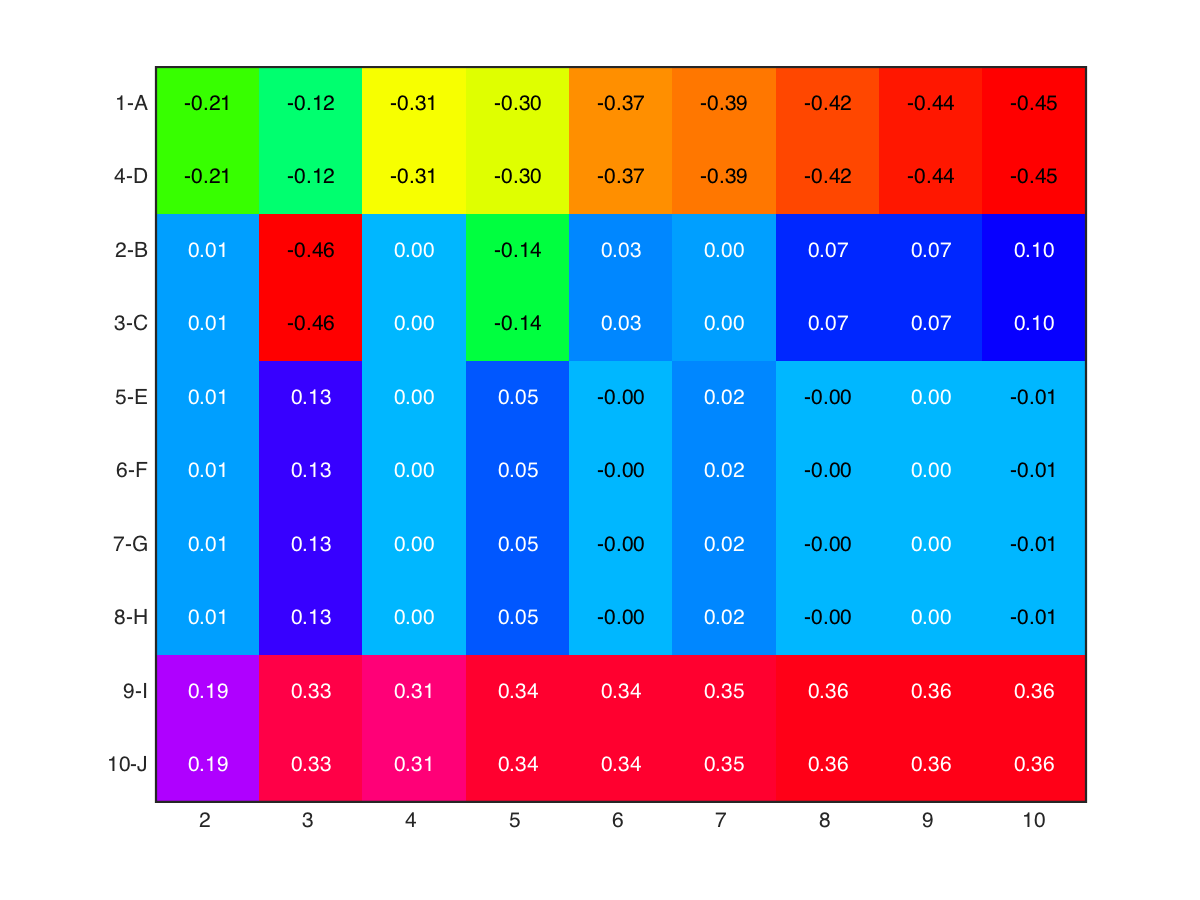 1-A -0.21 -0.12 -0.31 -0.30 -0.37 -0.39 -0.42 -0.44 -0.45
4-D -0.21 -0.12 -0.31 -0.30 -0.37 -0.39 -0.42 -0.44 -0.45
2-B 0.01 -0.46 0.00 -0.14 0.03 0.00 0.07 0.07 0.10
3-C 0.01 -0.46 0.00 -0.14 0.03 0.00 0.07 0.07 0.10
5-E 0.01 0.13 0.00 0.05 -0.00 0.02 -0.00 0.00 -0.01
6-F 0.01 0.13 0.00 0.05 -0.00 0.02 -0.00 0.00 -0.01
7-G 0.01 0.13 0.00 0.05 -0.00 0.02 -0.00 0.00 -0.01
8-H 0.01 0.13 0.00 0.05 -0.00 0.02 -0.00 0.00 -0.01
9-I 0.19 0.33 0.31 0.34 0.34 0.35 0.36 0.36 0.36
10-J 0.19 0.33 0.31 0.34 0.34 0.35 0.36 0.36 0.36
2 3 4 5 6 7 8 9 10